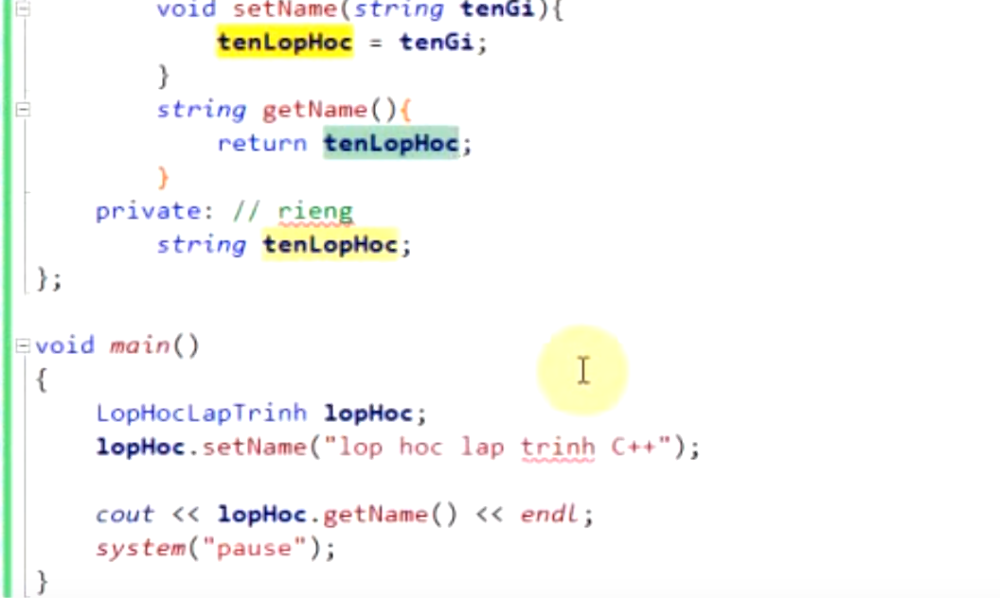 void setName(string tenGi){
tenLopHoc = tenGi;
}
string getName(){
return tenLopHoc;
}
private: // rieng
string tenLopHoc;
};
void main()
{
LopHocLapTrinh lopHoc;
lopHoc.setName("lop hoc lap trinh C++");
cout << lopHoc.getName() << endl;
system("pause");
}